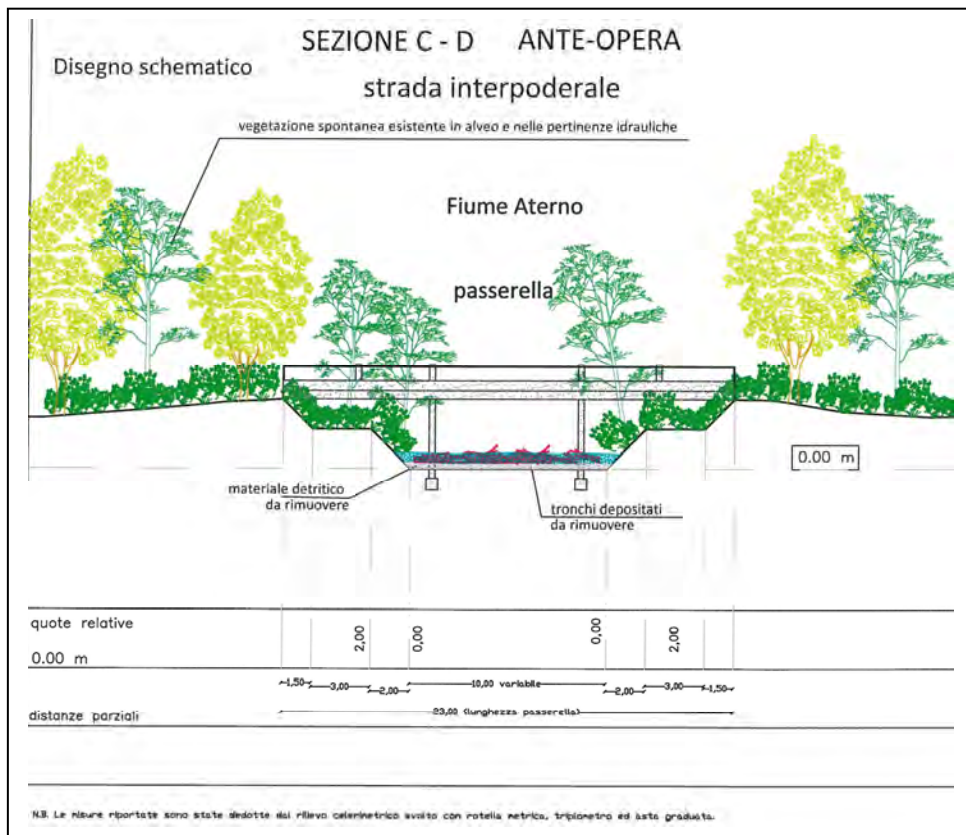 SEZIONE C - D ANTE-OPERA
Disegno schematico
strada interpoderale
vegetazione spontanea esistente in alveo e nelle pertinenze idrauliche
Fiume Aterno
passerella
0.00 m
materiale detritico
da rimuovere
tronchi depositati
da rimuovere
quote relative
2,00
0,00
0,00
2,00
0.00 m
1,50
3,00
2,00
10,00 variabile
2,00
3,00
1,50
distanze parziali
23,00 (lunghezza passerella)
N.B. Le misure riportate sono state dedotte dal rilievo celerimetrico svolto con rotella metrica, triplometro ed asta graduata.